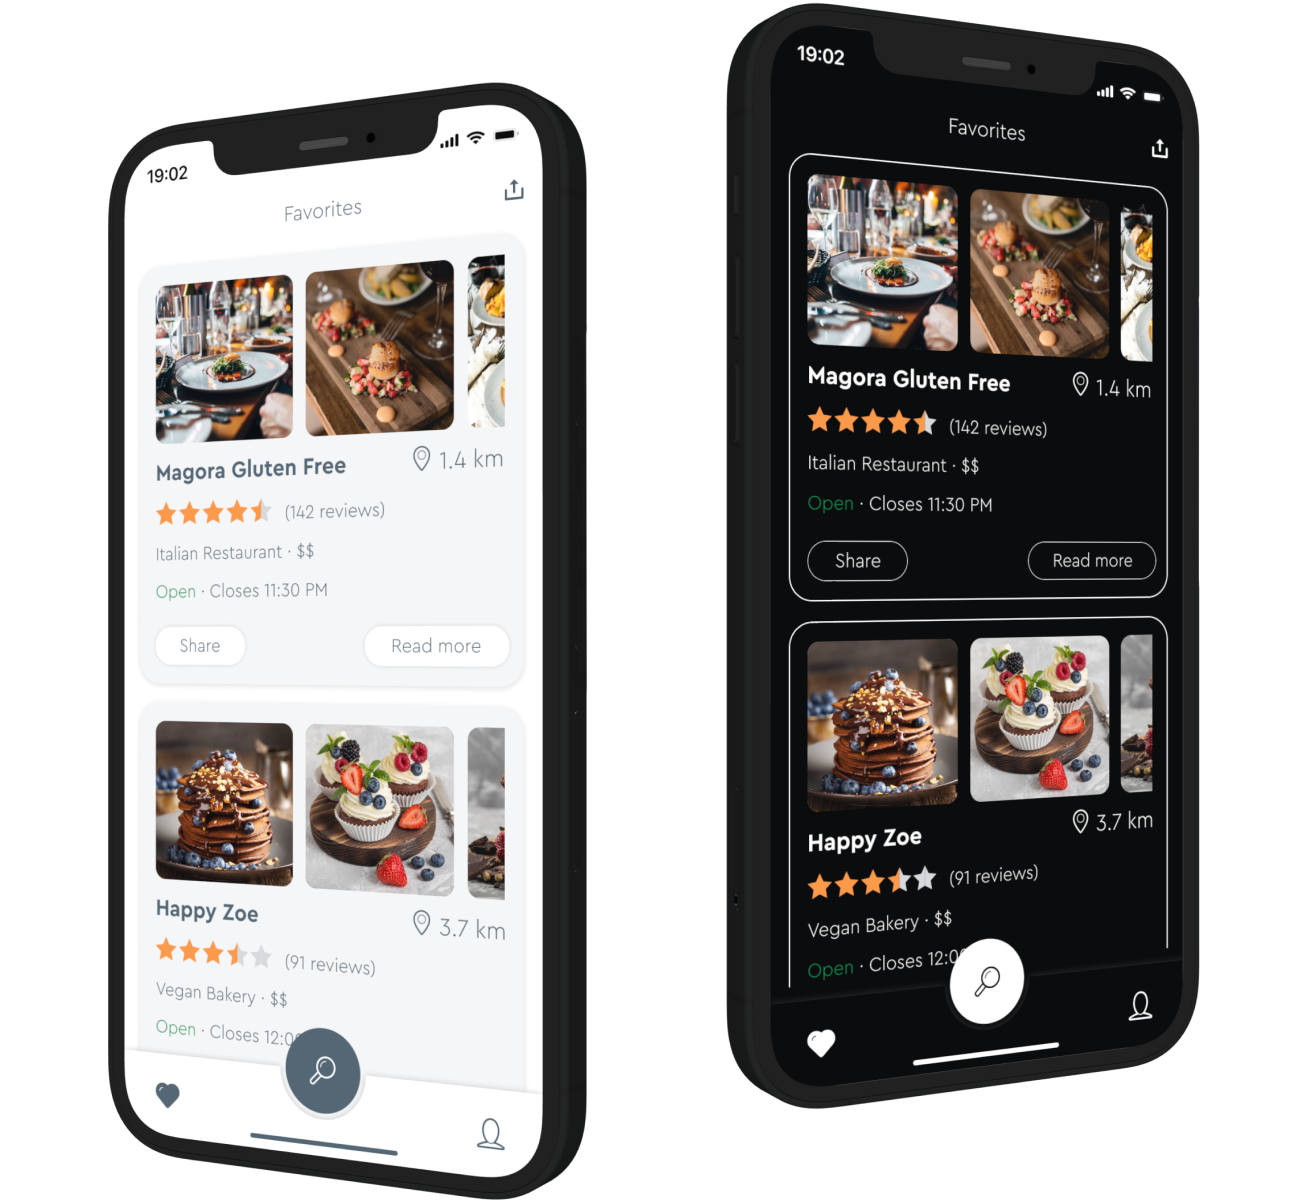 19:02
Favorites
Magora Gluten Free
1.4 km
(142 reviews)
Italian Restaurant · $$
Open · Closes 11:30 PM
Share
Read more
Happy Zoe
3.7 km
(91 reviews)
Vegan Bakery · $$
Open · Closes 12:0
19:02
Favorites
Magora Gluten Free
1.4 km
(142 reviews)
Italian Restaurant · $$
Open · Closes 11:30 PM
Share
Read more
Happy Zoe
3.7 km
(91 reviews)
Vegan Bakery · $$
Open · Closes 12:0